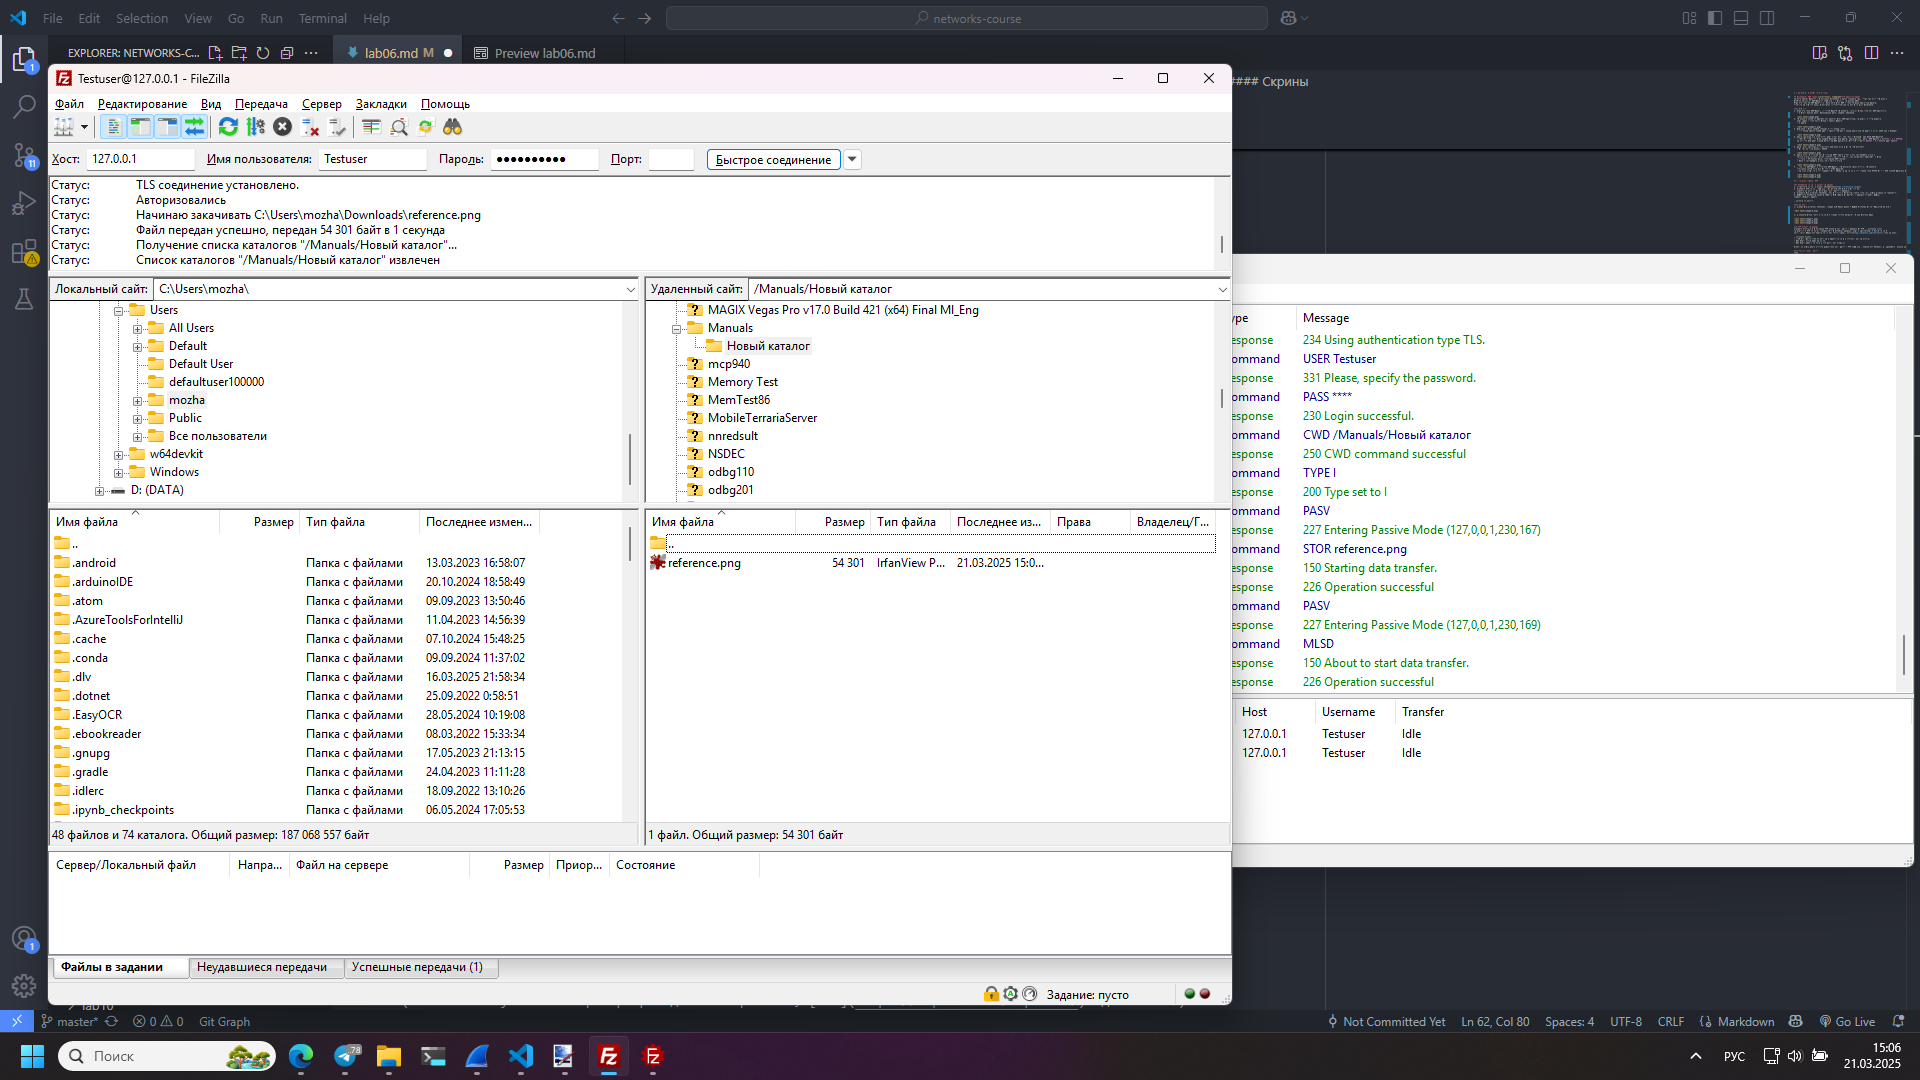 File Edit Selection View Go Run Terminal Help
networks-course
EXPLORER: NETWORKS-C...
lab06.md M
Preview lab06.md
#### Скрины
Testuser@127.0.0.1 - FileZilla
Файл Редактирование Вид Передача Сервер Закладки Помощь
Хост: 127.0.0.1 Имя пользователя: Testuser Пароль: ●●●●●●●●●● Порт: Быстрое соединение
Статус: TLS соединение установлено.
Статус: Авторизовались
Статус: Начинаю закачивать C:\Users\mozha\Downloads\reference.png
Статус: Файл передан успешно, передан 54 301 байт в 1 секунда
Статус: Получение списка каталогов "/Manuals/Новый каталог"...
Статус: Список каталогов "/Manuals/Новый каталог" извлечен
Локальный сайт: C:\Users\mozha\
Users
All Users
Default
Default User
defaultuser100000
mozha
Public
Все пользователи
w64devkit
Windows
D: (DATA)
Удаленный сайт: /Manuals/Новый каталог
MAGIX Vegas Pro v17.0 Build 421 (x64) Final Ml_Eng
Manuals
Новый каталог
mcp940
Memory Test
MemTest86
MobileTerrariaServer
nnredsult
NSDEC
odbg110
odbg201
Имя файла Размер Тип файла Последнее измен...
..
.android Папка с файлами 13.03.2023 16:58:07
.arduinoIDE Папка с файлами 20.10.2024 18:58:49
.atom Папка с файлами 09.09.2023 13:50:46
.AzureToolsForIntelliJ Папка с файлами 11.04.2023 14:56:39
.cache Папка с файлами 07.10.2024 15:48:25
.conda Папка с файлами 09.09.2024 11:37:02
.dlv Папка с файлами 16.03.2025 21:58:34
.dotnet Папка с файлами 25.09.2022 0:58:51
.EasyOCR Папка с файлами 28.05.2024 10:19:08
.ebookreader Папка с файлами 08.03.2022 15:33:34
.gnupg Папка с файлами 17.05.2023 21:13:15
.gradle Папка с файлами 24.04.2023 11:11:28
.idlerc Папка с файлами 18.09.2022 13:10:26
.ipynb_checkpoints Папка с файлами 06.05.2024 17:05:53
48 файлов и 74 каталога. Общий размер: 187 068 557 байт
Имя файла Размер Тип файла Последнее из... Права Владелец/Г...
..
reference.png 54 301 IrfanView P... 21.03.2025 15:0...
1 файл. Общий размер: 54 301 байт
Сервер/Локальный файл Напра... Файл на сервере Размер Приор... Состояние
Файлы в задании Неудавшиеся передачи Успешные передачи (1)
Задание: пусто
ype Message
esponse 234 Using authentication type TLS.
ommand USER Testuser
esponse 331 Please, specify the password.
ommand PASS ****
esponse 230 Login successful.
ommand CWD /Manuals/Новый каталог
esponse 250 CWD command successful
ommand TYPE I
esponse 200 Type set to I
ommand PASV
esponse 227 Entering Passive Mode (127,0,0,1,230,167)
ommand STOR reference.png
esponse 150 Starting data transfer.
esponse 226 Operation successful
ommand PASV
esponse 227 Entering Passive Mode (127,0,0,1,230,169)
ommand MLSD
esponse 150 About to start data transfer.
esponse 226 Operation successful
Host Username Transfer
127.0.0.1 Testuser Idle
127.0.0.1 Testuser Idle
master* 0 0 Git Graph
Not Committed Yet Ln 62, Col 80 Spaces: 4 UTF-8 CRLF Markdown Go Live
Поиск
78
РУС
15:06
21.03.2025